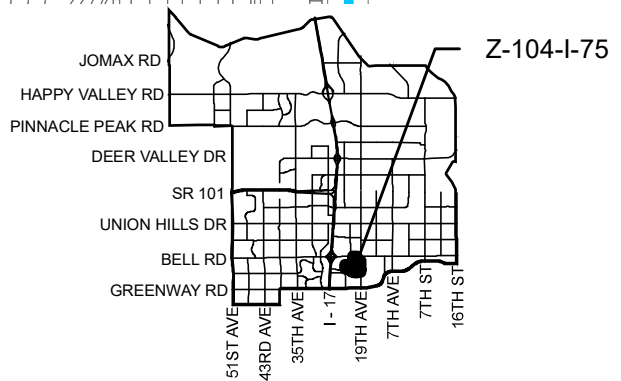 Z-104-I-75
JOMAX RD
HAPPY VALLEY RD
PINNACLE PEAK RD
DEER VALLEY DR
SR 101
UNION HILLS DR
BELL RD
GREENWAY RD
51ST AVE
43RD AVE
35TH AVE
I - 17
19TH AVE
7TH AVE
7TH ST
16TH ST